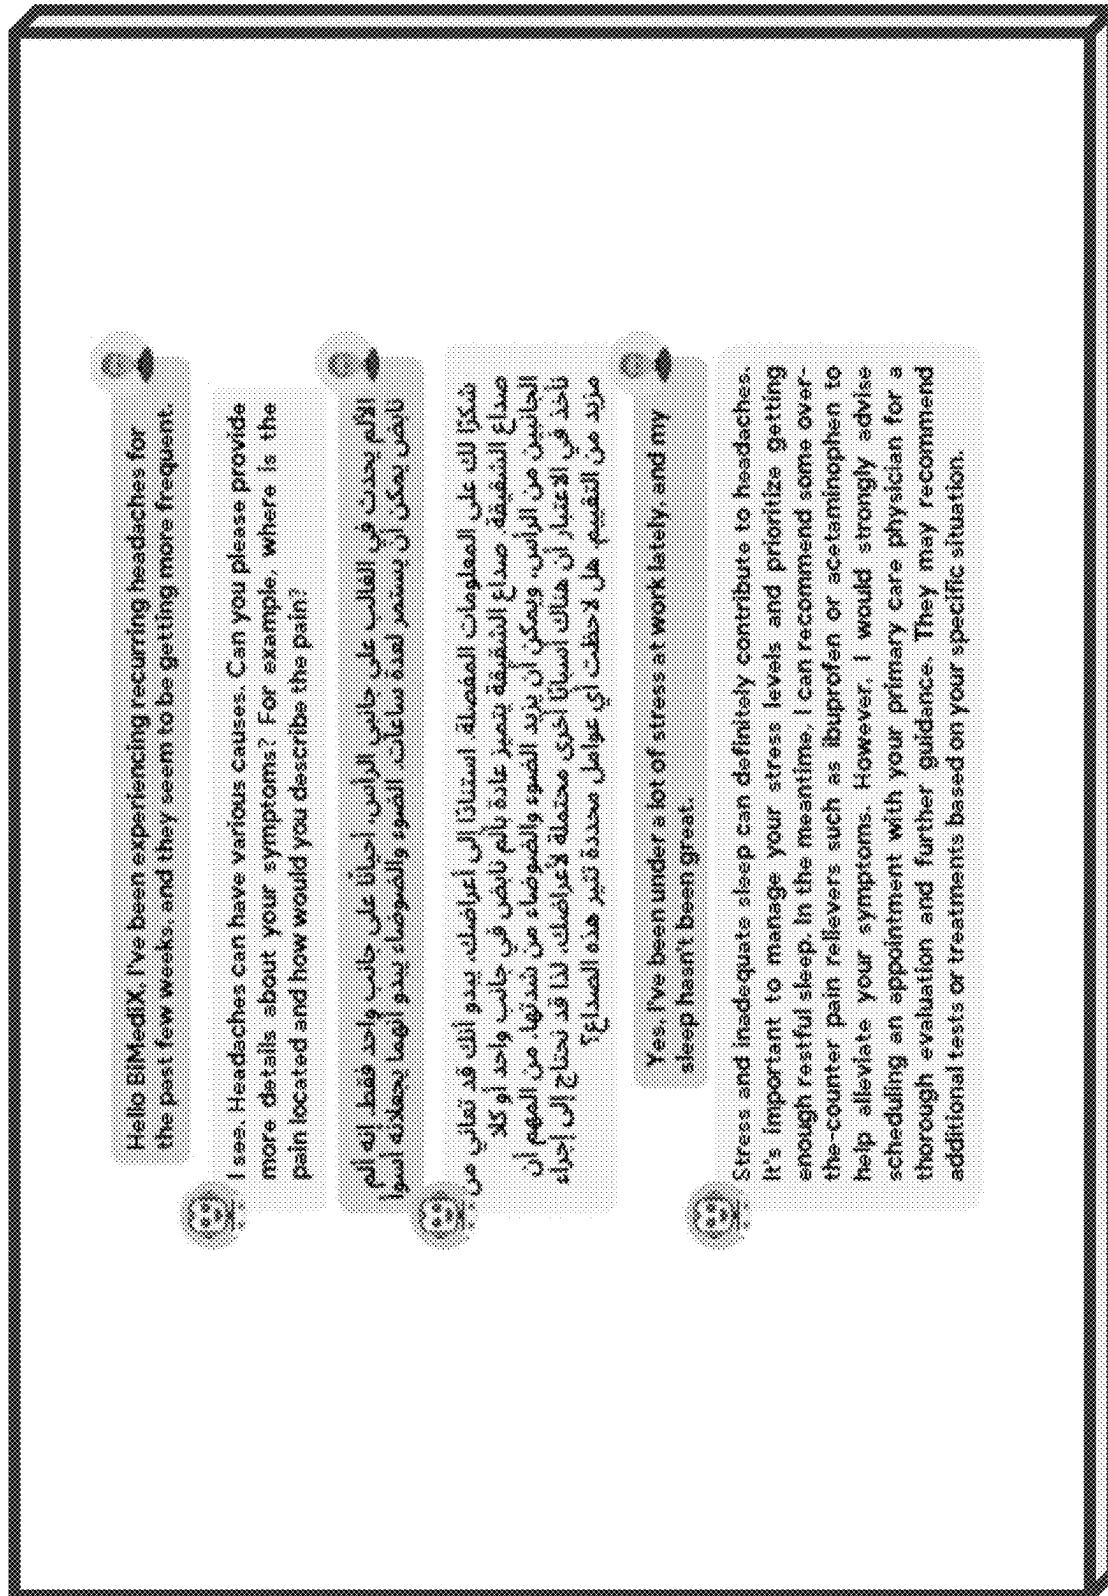 Hello BiMediX, I've been experiencing recurring headaches for
the past few weeks, and they seem to be getting more frequent.
I see. Headaches can have various causes. Can you please provide
more details about your symptoms? For example, where is the
pain located and how would you describe the pain?
الألم يحدث في الغالب على جانبي الرأس، أحيانًا على جانب واحد فقط. إنه ألم
نابض يمكن أن يستمر لعدة ساعات. الضوء والضوضاء يبدو أنهما يجعلانه أسوأ
شكرًا لك على المعلومات المفصلة. استنادًا إلى أعراضك، يبدو أنك قد تعاني من
صداع الشقيقة. صداع الشقيقة يتميز عادة بألم نابض في جانب واحد أو كلا
الجانبين من الرأس، ويمكن أن يزيد الضوء والضوضاء من شدتها. من المهم أن
نأخذ في الاعتبار أن هناك أسبابًا أخرى محتملة لأعراضك، لذا قد نحتاج إلى إجراء
مزيد من التقييم. هل لاحظت أي عوامل محددة تثير هذه الصداع؟
Yes, I've been under a lot of stress at work lately, and my
sleep hasn't been great.
Stress and inadequate sleep can definitely contribute to headaches.
It's important to manage your stress levels and prioritize getting
enough restful sleep. In the meantime, I can recommend some over-
the-counter pain relievers such as ibuprofen or acetaminophen to
help alleviate your symptoms. However, I would strongly advise
scheduling an appointment with your primary care physician for a
thorough evaluation and further guidance. They may recommend
additional tests or treatments based on your specific situation.